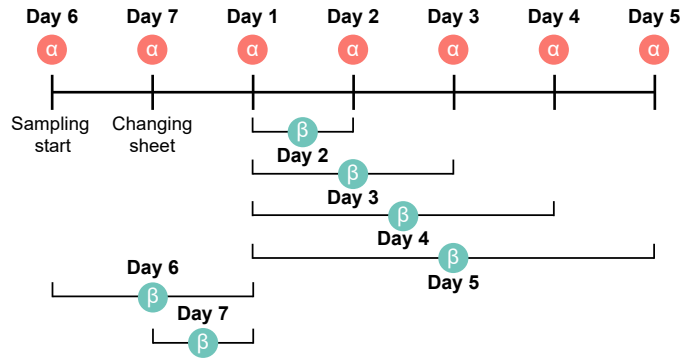 Day 6 Day 7 Day 1 Day 2 Day 3 Day 4 Day 5
α α α α α α α
Sampling start
Changing sheet
β
Day 2
β
Day 3
β
Day 4
β
Day 5
Day 6
β
Day 7
β